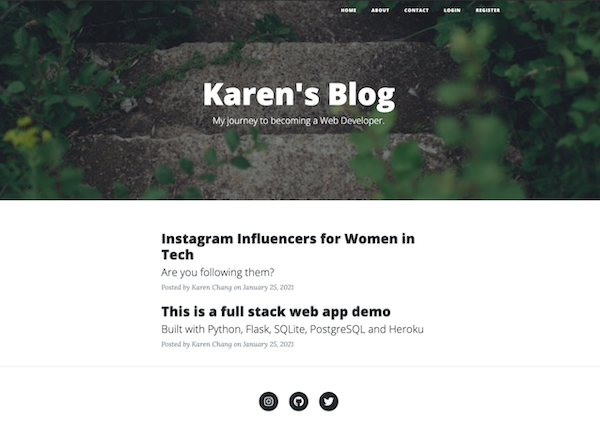 HOME ABOUT CONTACT LOGIN REGISTER
Karen's Blog
My journey to becoming a Web Developer.
Instagram Influencers for Women in
Tech
Are you following them?
Posted by Karen Chang on January 25, 2021
This is a full stack web app demo
Built with Python, Flask, SQLite, PostgreSQL and Heroku
Posted by Karen Chang on January 25, 2021